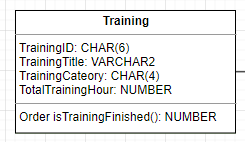 Training
TrainingID: CHAR(6)
TrainingTitle: VARCHAR2
TrainingCateory: CHAR(4)
TotalTrainingHour: NUMBER
Order isTrainingFinished(): NUMBER